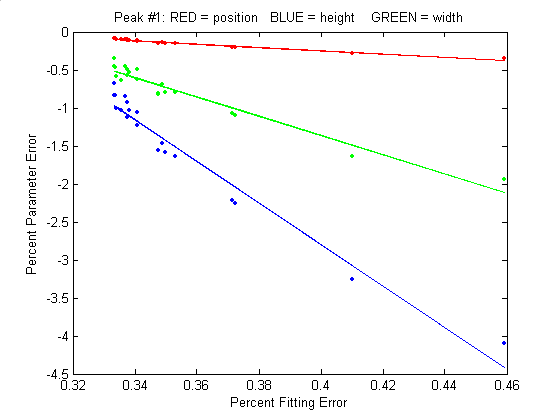 Peak #1: RED = position BLUE = height GREEN = width
0
-0.5
-1
-1.5
-2
-2.5
-3
-3.5
-4
-4.5
Percent Parameter Error
0.32 0.34 0.36 0.38 0.4 0.42 0.44 0.46
Percent Fitting Error